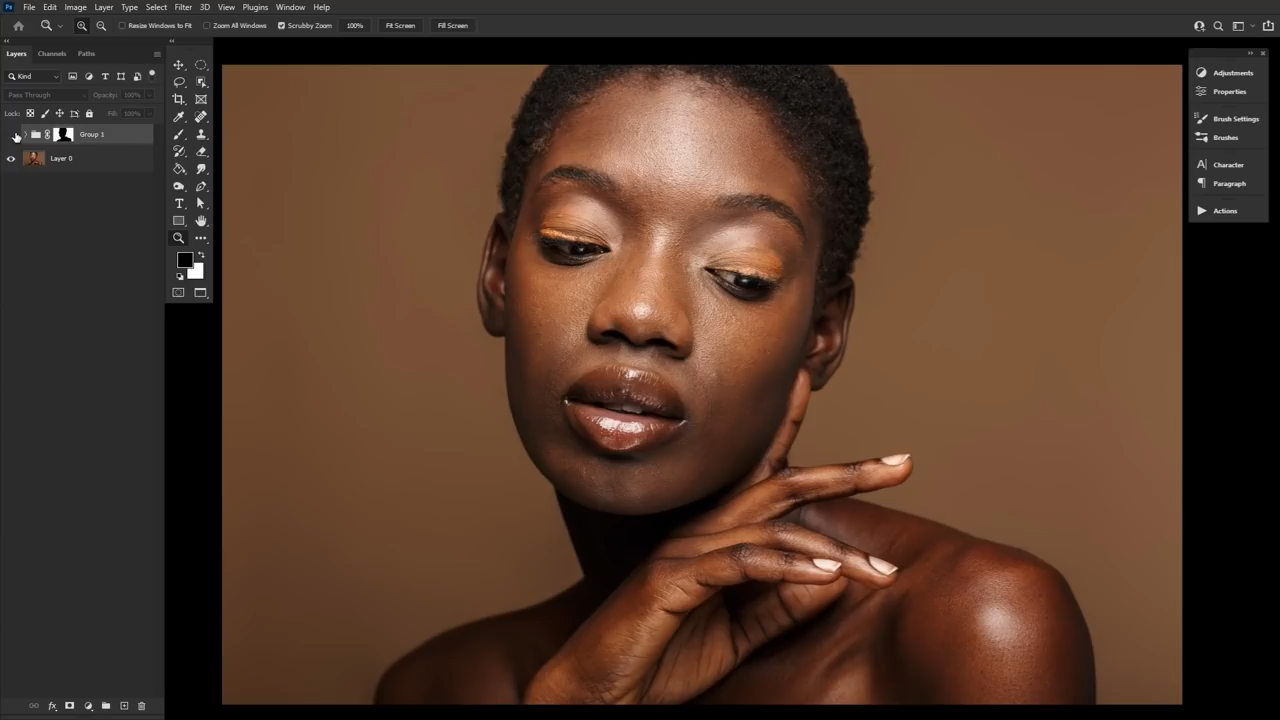 Ps File Edit Image Layer Type Select Filter 3D View Plugins Window Help
Resize Windows to Fit Zoom All Windows Scrubby Zoom 100% Fit Screen Fill Screen
Layers Channels Paths
Kind
Pass Through Opacity: 100%
Lock: Fill: 100%
Group 1
Layer 0
Adjustments
Properties
Brush Settings
Brushes
Character
Paragraph
Actions